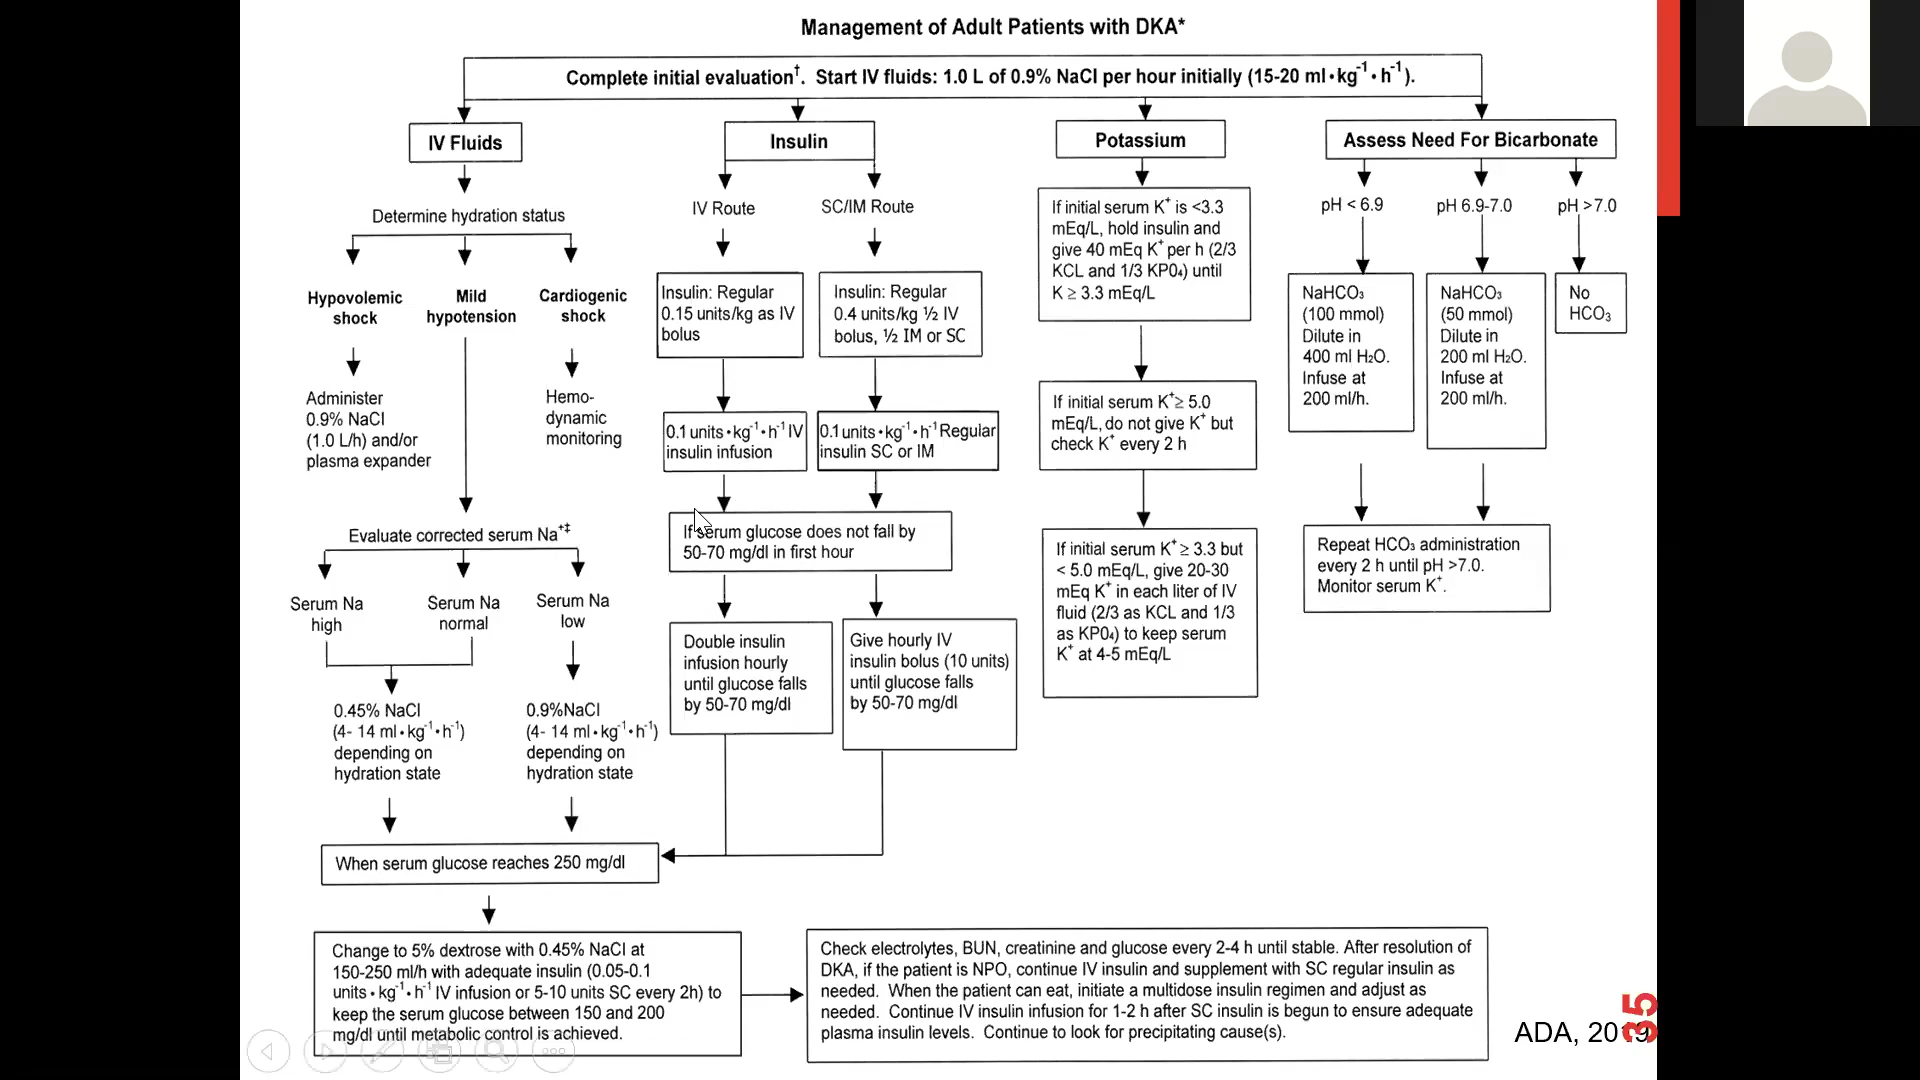 Management of Adult Patients with DKA*
Complete initial evaluation†. Start IV fluids: 1.0 L of 0.9% NaCl per hour initially (15-20 ml•kg-1•h-1).
IV Fluids
Determine hydration status
Hypovolemic
shock
Mild
hypotension
Cardiogenic
shock
Administer
0.9% NaCl
(1.0 L/h) and/or
plasma expander
Hemo-
dynamic
monitoring
Evaluate corrected serum Na+‡
Serum Na
high
Serum Na
normal
Serum Na
low
0.45% NaCl
(4- 14 ml•kg-1•h-1)
depending on
hydration state
0.9%NaCl
(4- 14 ml•kg-1•h-1)
depending on
hydration state
Insulin
IV Route
SC/IM Route
Insulin: Regular
0.15 units/kg as IV
bolus
Insulin: Regular
0.4 units/kg ½ IV
bolus, ½ IM or SC
0.1 units•kg-1•h-1 IV
insulin infusion
0.1 units•kg-1•h-1 Regular
insulin SC or IM
If serum glucose does not fall by
50-70 mg/dl in first hour
Double insulin
infusion hourly
until glucose falls
by 50-70 mg/dl
Give hourly IV
insulin bolus (10 units)
until glucose falls
by 50-70 mg/dl
Potassium
If initial serum K+ is <3.3
mEq/L, hold insulin and
give 40 mEq K+ per h (2/3
KCL and 1/3 KPO4) until
K ≥ 3.3 mEq/L
If initial serum K+≥ 5.0
mEq/L, do not give K+ but
check K+ every 2 h
If initial serum K+ ≥ 3.3 but
< 5.0 mEq/L, give 20-30
mEq K+ in each liter of IV
fluid (2/3 as KCL and 1/3
as KPO4) to keep serum
K+ at 4-5 mEq/L
Assess Need For Bicarbonate
pH < 6.9
pH 6.9-7.0
pH >7.0
NaHCO3
(100 mmol)
Dilute in
400 ml H2O.
Infuse at
200 ml/h.
NaHCO3
(50 mmol)
Dilute in
200 ml H2O.
Infuse at
200 ml/h.
No
HCO3
Repeat HCO3 administration
every 2 h until pH >7.0.
Monitor serum K+.
When serum glucose reaches 250 mg/dl
Change to 5% dextrose with 0.45% NaCl at
150-250 ml/h with adequate insulin (0.05-0.1
units•kg-1•h-1 IV infusion or 5-10 units SC every 2h) to
keep the serum glucose between 150 and 200
mg/dl until metabolic control is achieved.
Check electrolytes, BUN, creatinine and glucose every 2-4 h until stable. After resolution of
DKA, if the patient is NPO, continue IV insulin and supplement with SC regular insulin as
needed. When the patient can eat, initiate a multidose insulin regimen and adjust as
needed. Continue IV insulin infusion for 1-2 h after SC insulin is begun to ensure adequate
plasma insulin levels. Continue to look for precipitating cause(s).
ADA, 2019
35